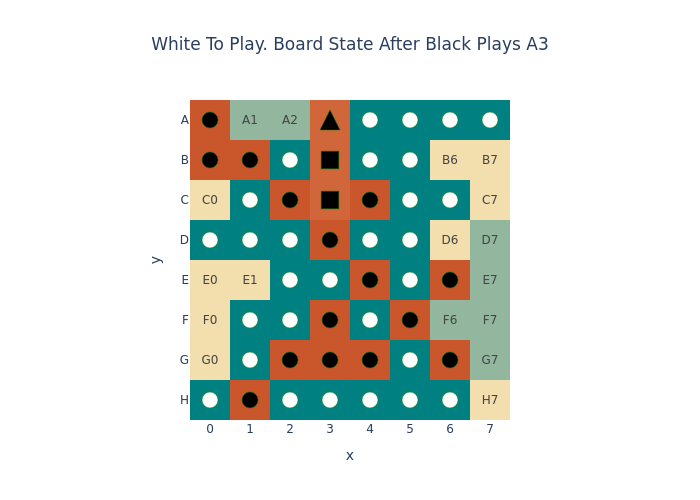 White To Play. Board State After Black Plays A3
A A1 A2
B B6 B7
C C0 C7
D D6 D7
y
E E0 E1 E7
F F0 F6 F7
G G0 G7
H H7
0 1 2 3 4 5 6 7
x